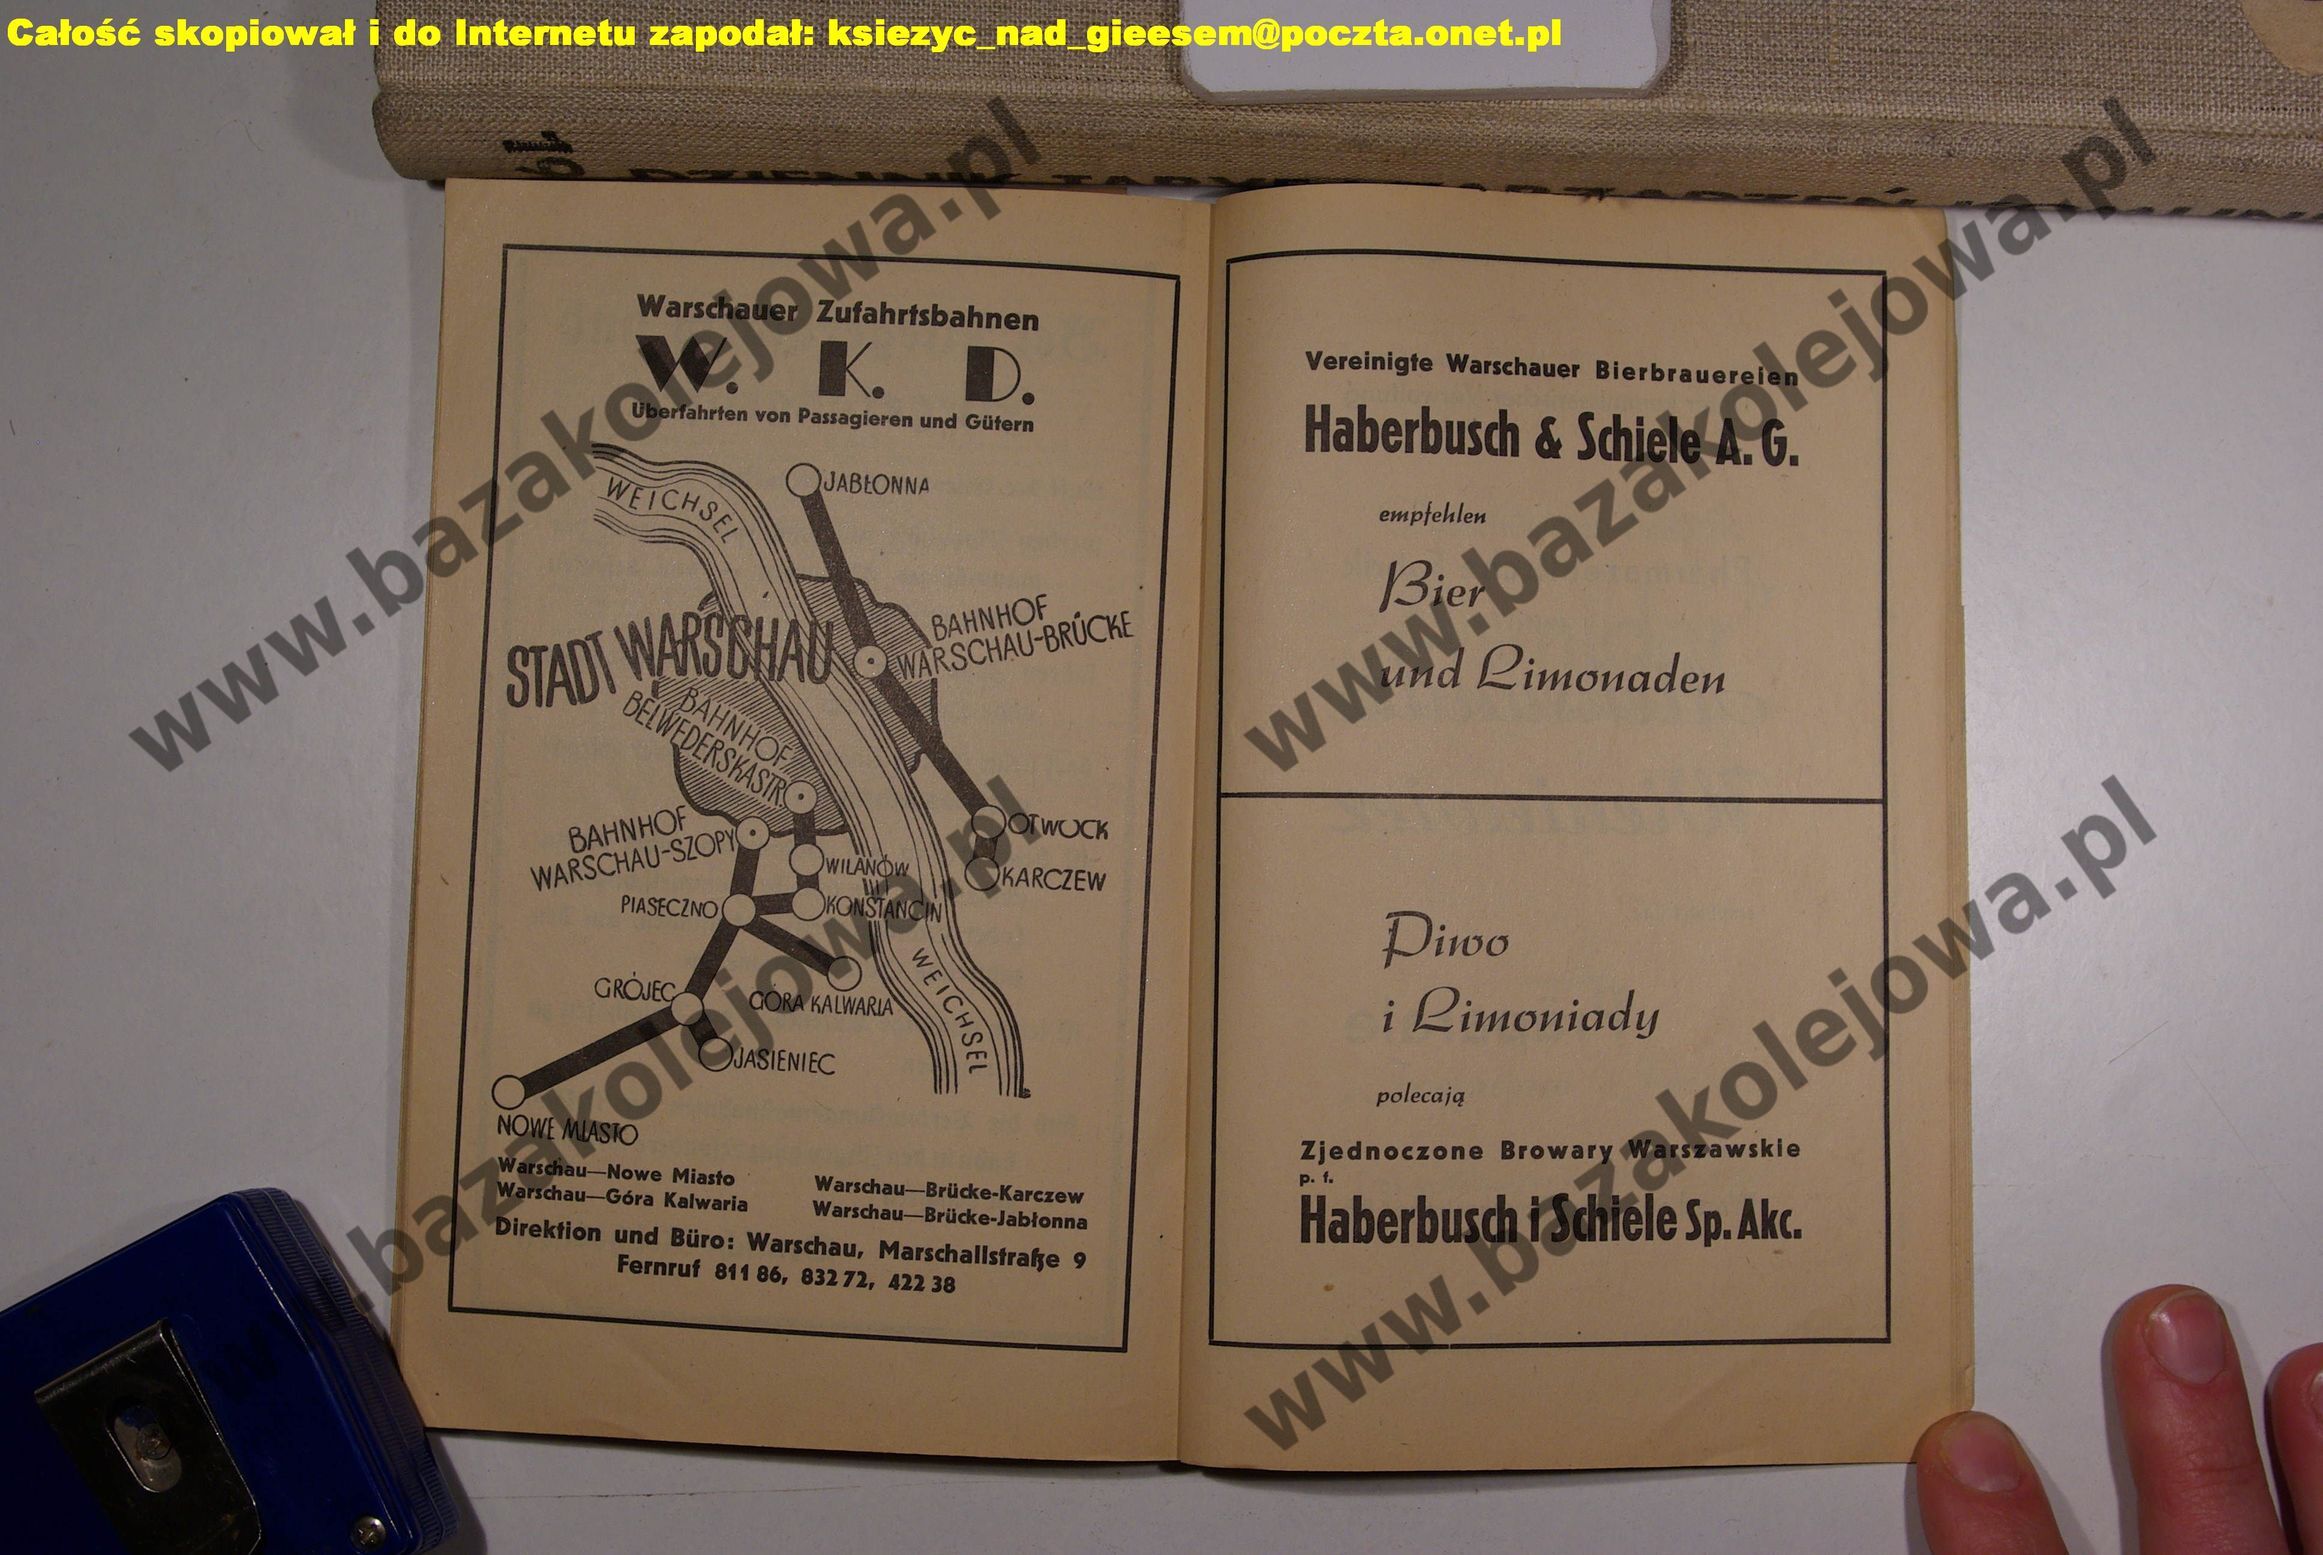 Całość skopiował i do Internetu zapodał: ksiezyc_nad_gieesem@poczta.onet.pl
Warschauer Zufahrtsbahnen
W. K. D.
Überfahrten von Passagieren und Gütern
WEICHSEL
JABŁONNA
STADT WARSCHAU
BAHNHOF
WARSCHAU-BRÜCKE
BAHNHOF
BELWEDERSKASTR.
BAHNHOF
WARSCHAU-SZOPY
OTWOCK
WILANÓW
KARCZEW
PIASECZNO
KONSTANCIN
WEICHSEL
GRÓJEC
GÓRA KALWARIA
JASIENIEC
NOWE MIASTO
Warschau—Nowe Miasto
Warschau—Góra Kalwaria
Warschau—Brücke-Karczew
Warschau—Brücke-Jabłonna
Direktion und Büro: Warschau, Marschallstraße 9
Fernruf 811 86, 832 72, 422 38
Vereinigte Warschauer Bierbrauereien
Haberbusch & Schiele A. G.
empfehlen
Bier
und Limonaden
Piwo
i Limoniady
polecają
Zjednoczone Browary Warszawskie
p. f.
Haberbusch i Schiele Sp. Akc.
www.bazakolejowa.pl
www.bazakolejowa.pl
www.bazakolejowa.pl
www.bazakolejowa.pl